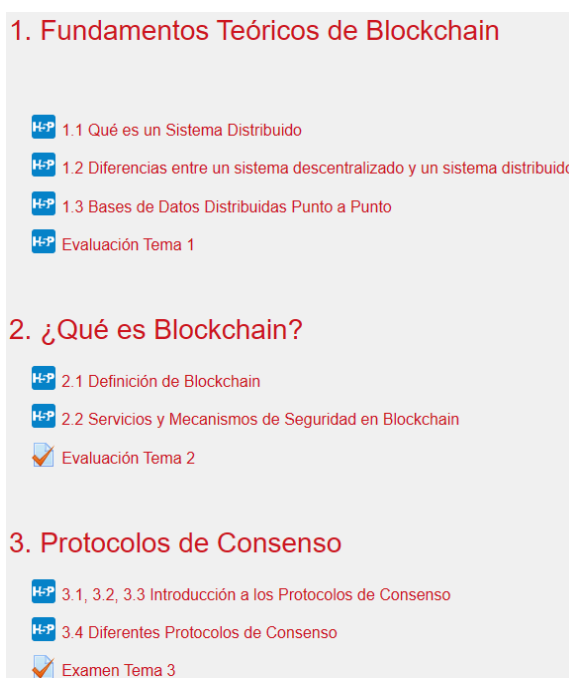 1. Fundamentos Teóricos de Blockchain
H-P 1.1 Qué es un Sistema Distribuido
H-P 1.2 Diferencias entre un sistema descentralizado y un sistema distribuido
H-P 1.3 Bases de Datos Distribuidas Punto a Punto
H-P Evaluación Tema 1
2. ¿Qué es Blockchain?
H-P 2.1 Definición de Blockchain
H-P 2.2 Servicios y Mecanismos de Seguridad en Blockchain
Evaluación Tema 2
3. Protocolos de Consenso
H-P 3.1, 3.2, 3.3 Introducción a los Protocolos de Consenso
H-P 3.4 Diferentes Protocolos de Consenso
Examen Tema 3